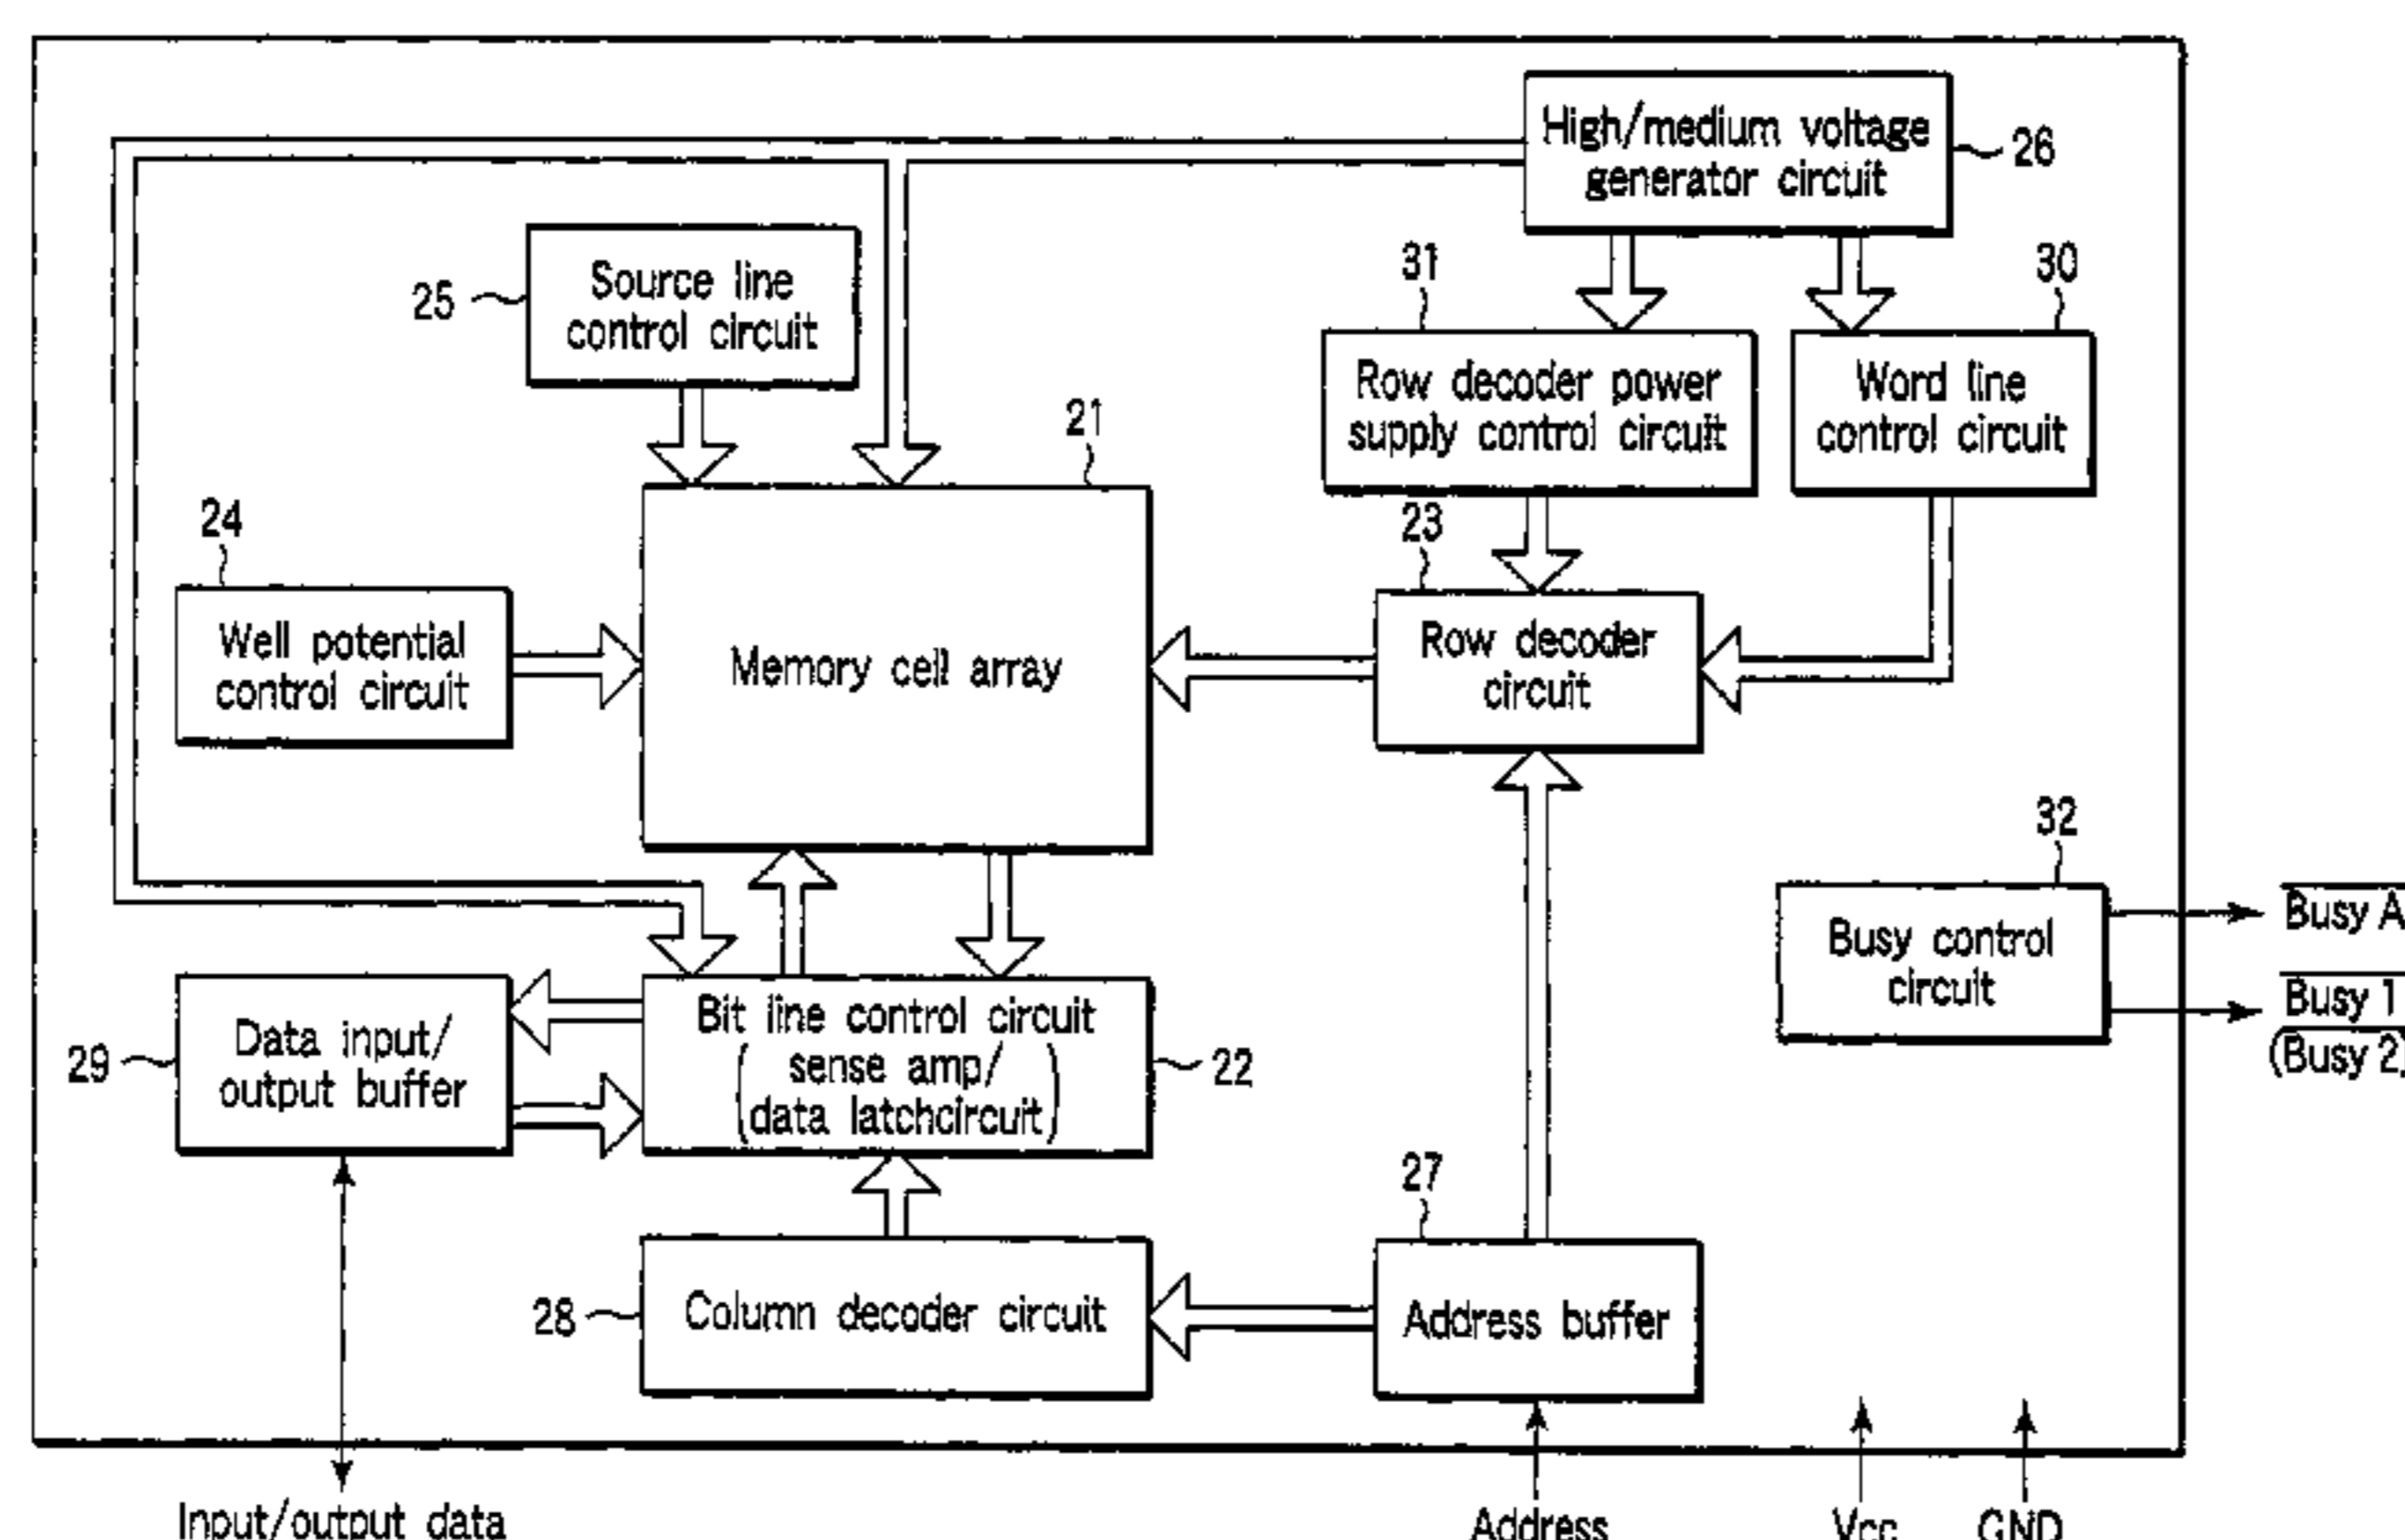 High/medium voltage
generator circuit
26
Source line
control circuit
25
31
30
Row decoder power
supply control circuit
Word line
control circuit
21
24
23
Well potential
control circuit
Memory cell array
Row decoder
circuit
32
Busy control
circuit
Busy A
Busy 1
(Busy 2)
Data input/
output buffer
29
Bit line control circuit
(sense amp/
data latchcircuit)
22
27
28
Column decoder circuit
Address buffer
Input/output data
Address
Vcc
GND